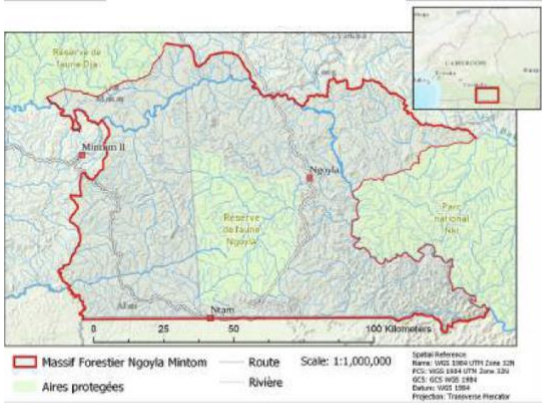 CAMEROUN
Réserve de
faune Dja
Mintom II
Ngoyla
Réserve
de faune
Ngoyla
Parc
national
Nki
Ntam
0 25 50 100 Kilometers
Massif Forestier Ngoyla Mintom
Route
Scale: 1:1,000,000
Aires protegées
Rivière
Spatial Reference
Name: WGS 1984 UTM Zone 32N
PCS: WGS 1984 UTM Zone 32N
GCS: GCS WGS 1984
Datum: WGS 1984
Projection: Transverse Mercator